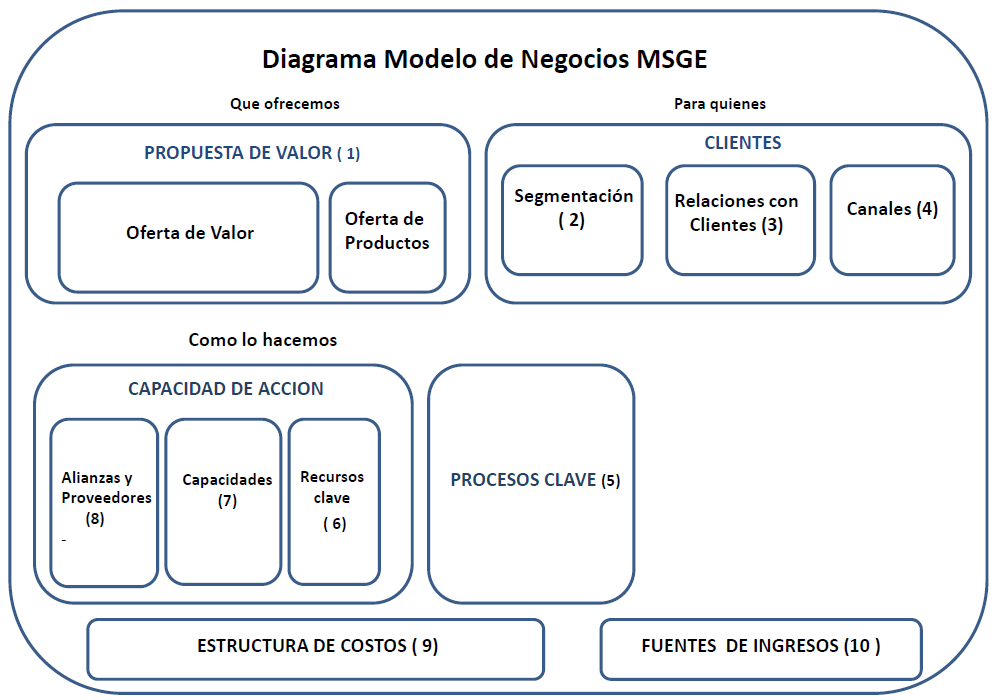 Diagrama Modelo de Negocios MSGE
Que ofrecemos
PROPUESTA DE VALOR ( 1)
Oferta de Valor
Oferta de
Productos
Para quienes
CLIENTES
Segmentación
( 2)
Relaciones con
Clientes (3)
Canales (4)
Como lo hacemos
CAPACIDAD DE ACCION
Alianzas y
Proveedores
(8)
-
Capacidades
(7)
Recursos
clave
( 6)
PROCESOS CLAVE (5)
ESTRUCTURA DE COSTOS ( 9)
FUENTES DE INGRESOS (10 )